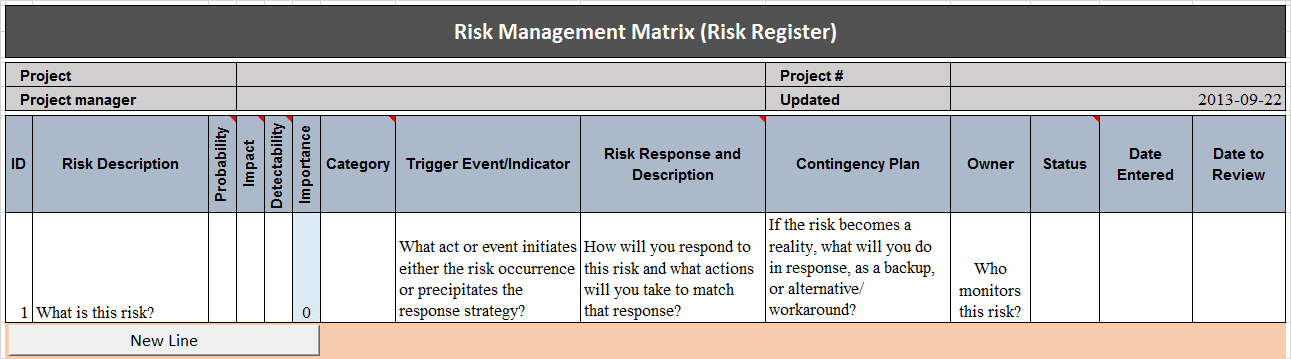 Risk Management Matrix (Risk Register)
Project
Project #
Project manager
Updated
2013-09-22
ID
Risk Description
Probability
Impact
Detectability
Importance
Category
Trigger Event/Indicator
Risk Response and
Description
Contingency Plan
Owner
Status
Date
Entered
Date to
Review
1
What is this risk?
0
What act or event initiates
either the risk occurrence
or precipitates the
response strategy?
How will you respond to
this risk and what actions
will you take to match
that response?
If the risk becomes a
reality, what will you do
in response, as a backup,
or alternative/
workaround?
Who
monitors
this risk?
New Line